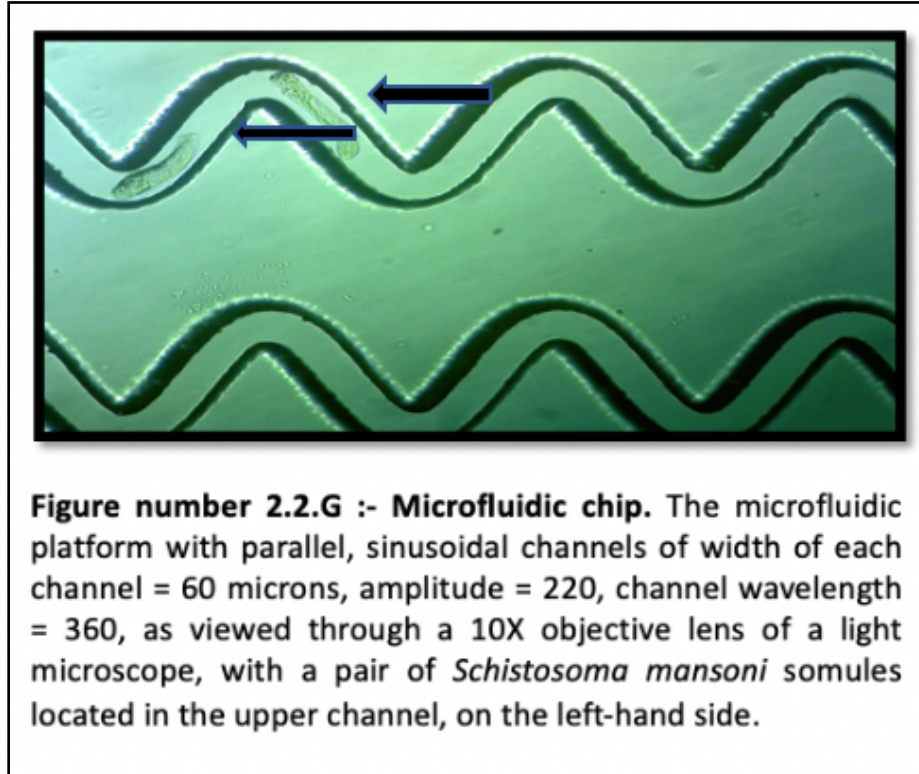 Figure number 2.2.G :- Microfluidic chip. The microfluidic
platform with parallel, sinusoidal channels of width of each
channel = 60 microns, amplitude = 220, channel wavelength
= 360, as viewed through a 10X objective lens of a light
microscope, with a pair of Schistosoma mansoni somules
located in the upper channel, on the left-hand side.